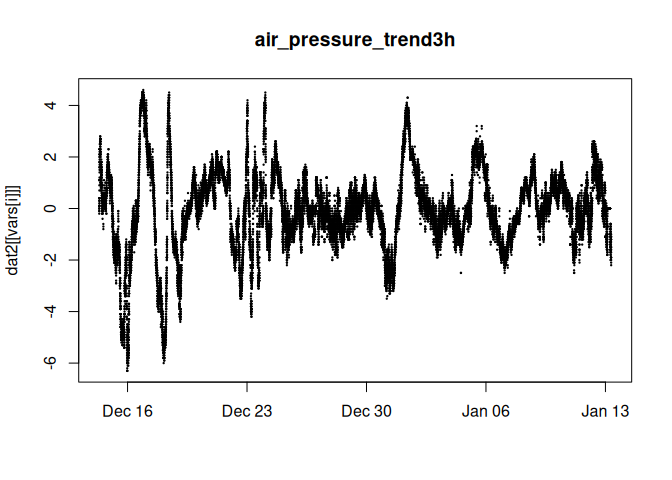 air_pressure_trend3h
dat2[[vars[i]]]
4
2
0
-2
-4
-6
Dec 16 Dec 23 Dec 30 Jan 06 Jan 13